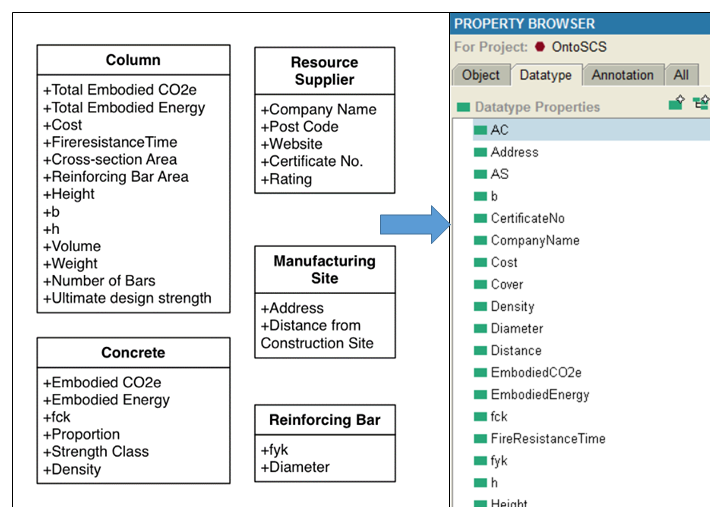 Column
+Total Embodied CO2e
+Total Embodied Energy
+Cost
+FireresistanceTime
+Cross-section Area
+Reinforcing Bar Area
+Height
+b
+h
+Volume
+Weight
+Number of Bars
+Ultimate design strength
Concrete
+Embodied CO2e
+Embodied Energy
+fck
+Proportion
+Strength Class
+Density
Resource
Supplier
+Company Name
+Post Code
+Website
+Certificate No.
+Rating
Manufacturing
Site
+Address
+Distance from
Construction Site
Reinforcing Bar
+fyk
+Diameter
PROPERTY BROWSER
For Project: OntoSCS
Object Datatype Annotation All
Datatype Properties
AC
Address
AS
b
CertificateNo
CompanyName
Cost
Cover
Density
Diameter
Distance
EmbodiedCO2e
EmbodiedEnergy
fck
FireResistanceTime
fyk
h
Height